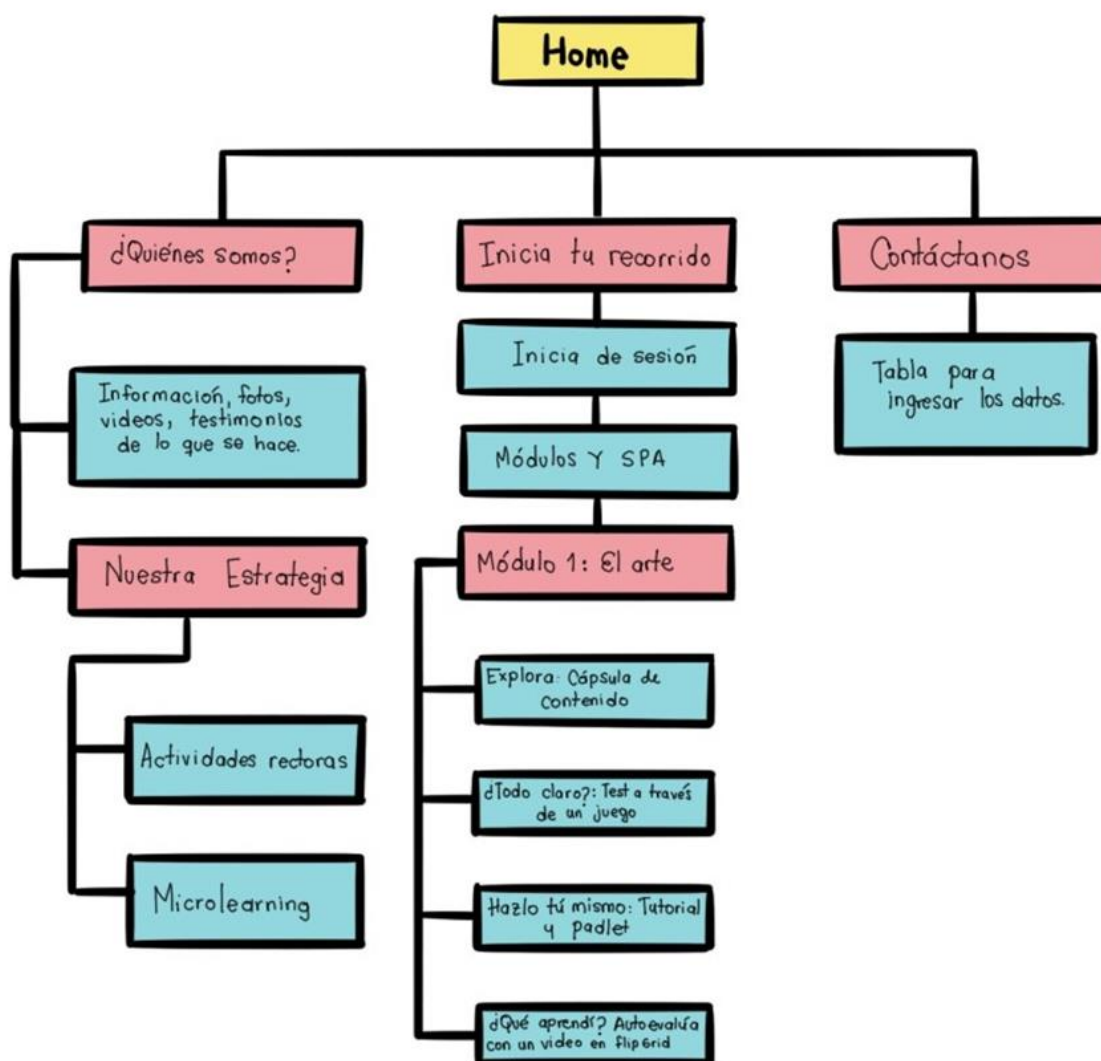 Home
¿Quiénes somos?
Información, fotos,
videos, testimonios
de lo que se hace.
Nuestra Estrategia
Actividades rectoras
Microlearning
Inicia tu recorrido
Inicia de sesión
Módulos Y SPA
Módulo 1: El arte
Explora: Cápsula de
contenido
¿Todo claro?: Test a través
de un juego
Hazlo tú mismo: Tutorial
y padlet
¿Qué aprendí? Autoevalúa
con un video en flipGrid
Contáctanos
Tabla para
ingresar los datos.